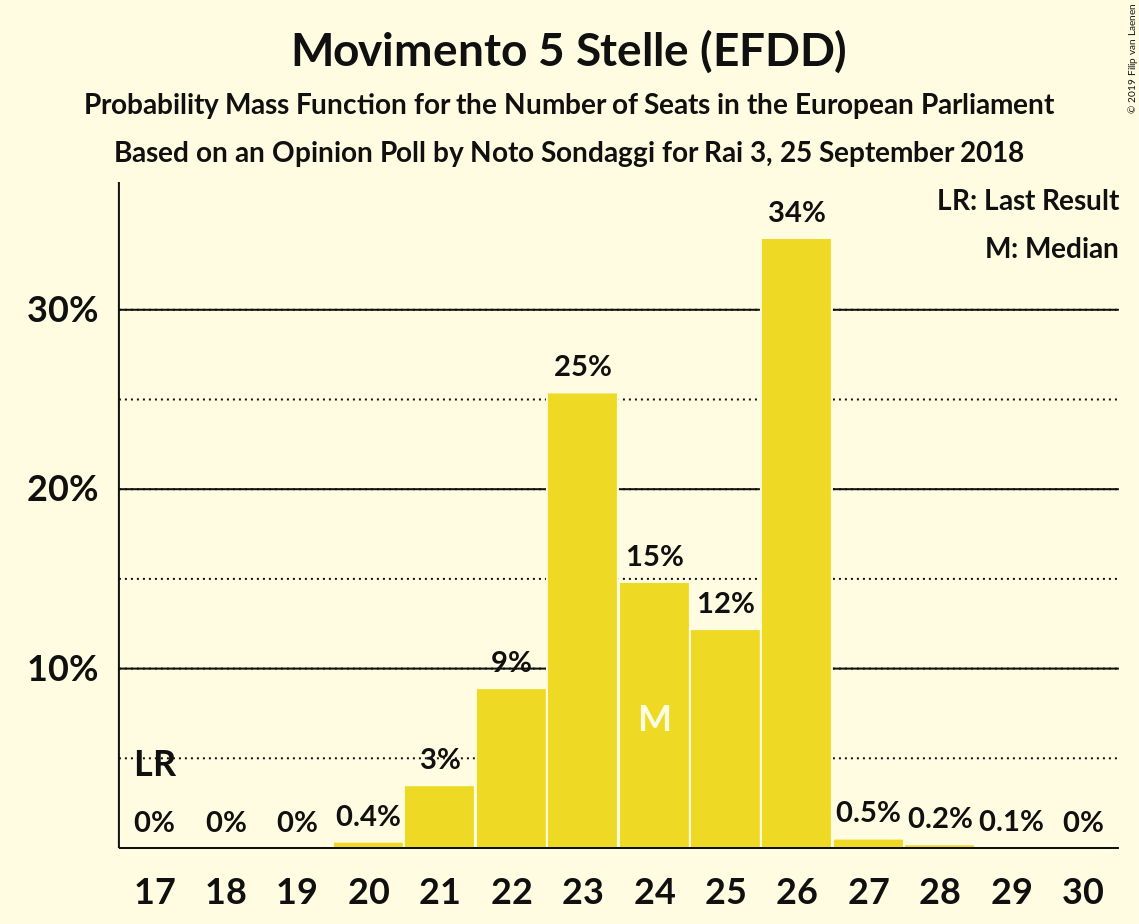 Movimento 5 Stelle (EFDD)
Probability Mass Function for the Number of Seats in the European Parliament
Based on an Opinion Poll by Noto Sondaggi for Rai 3, 25 September 2018
© 2019 Filip van Laenen
LR: Last Result
M: Median
34%
30%
25%
20%
15%
12%
10%
9%
M
LR
3%
0% 0% 0% 0.4% 0.5% 0.2% 0.1% 0%
17 18 19 20 21 22 23 24 25 26 27 28 29 30